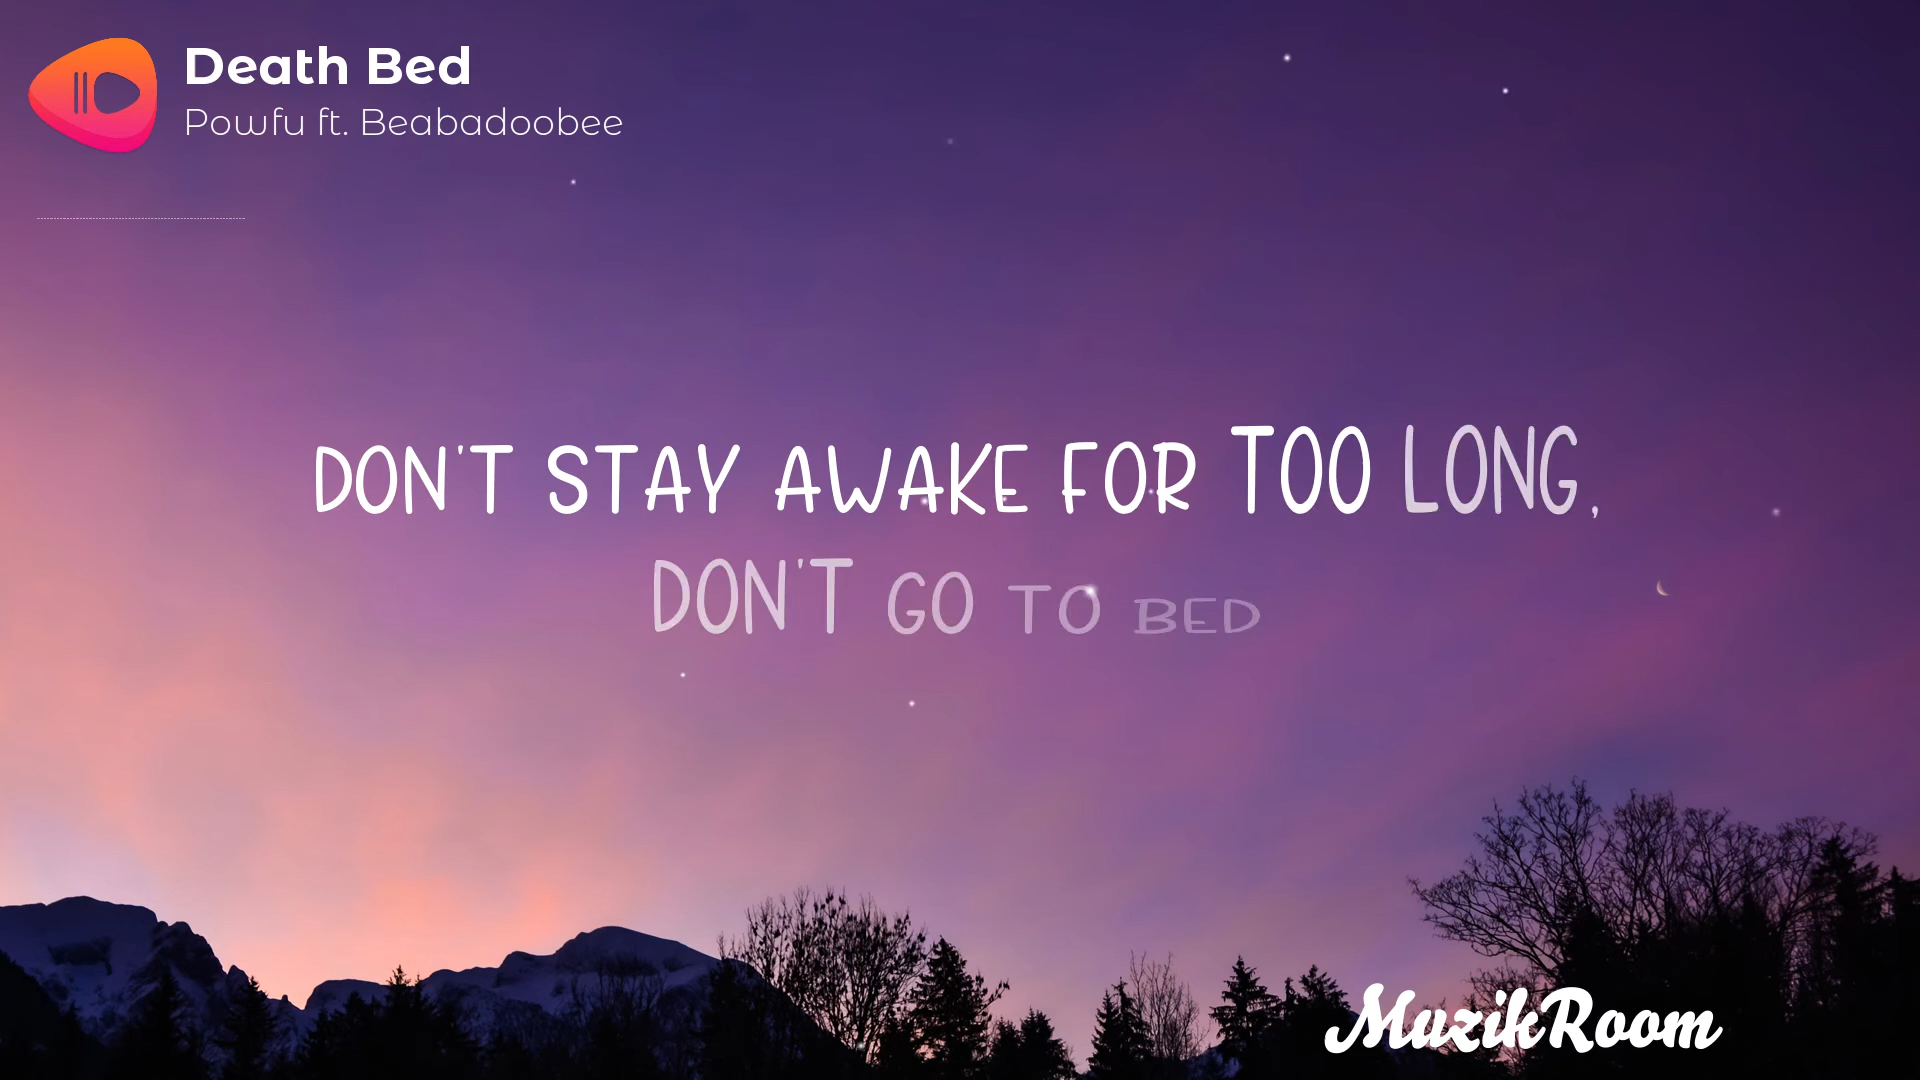 Death Bed
Powfu ft. Beabadoobee
DON'T STAY AWAKE FOR TOO LONG,
DON'T GO TO BED
MuzikRoom